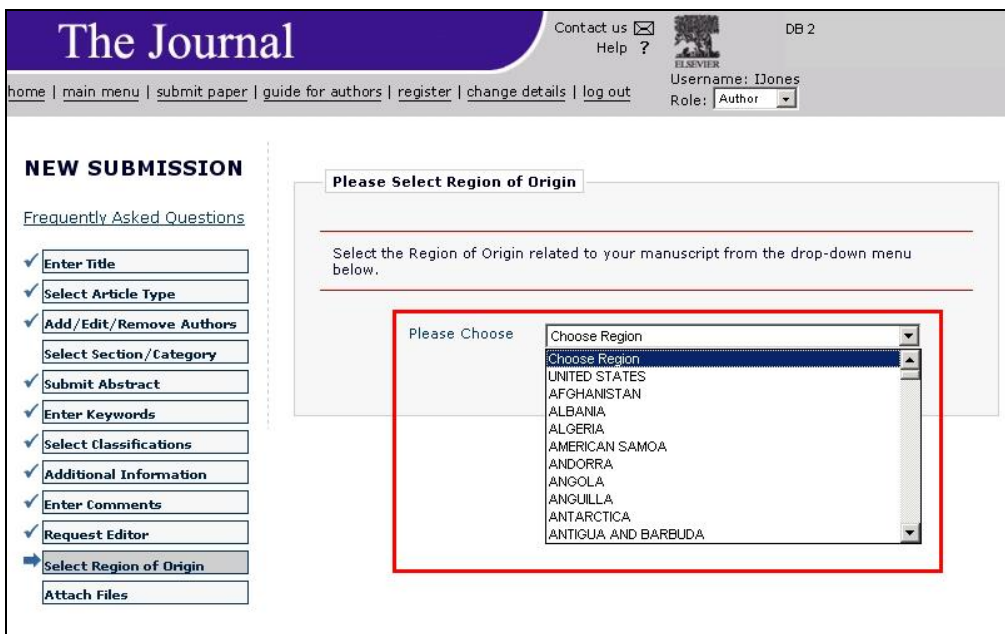 The Journal
Contact us
Help ?
ELSEVIER
DB 2
home | main menu | submit paper | guide for authors | register | change details | log out
Username: IJones
Role: Author
NEW SUBMISSION
Frequently Asked Questions
Enter Title
Select Article Type
Add/Edit/Remove Authors
Select Section/Category
Submit Abstract
Enter Keywords
Select Classifications
Additional Information
Enter Comments
Request Editor
Select Region of Origin
Attach Files
Please Select Region of Origin
Select the Region of Origin related to your manuscript from the drop-down menu
below.
Please Choose
Choose Region
Choose Region
UNITED STATES
AFGHANISTAN
ALBANIA
ALGERIA
AMERICAN SAMOA
ANDORRA
ANGOLA
ANGUILLA
ANTARCTICA
ANTIGUA AND BARBUDA